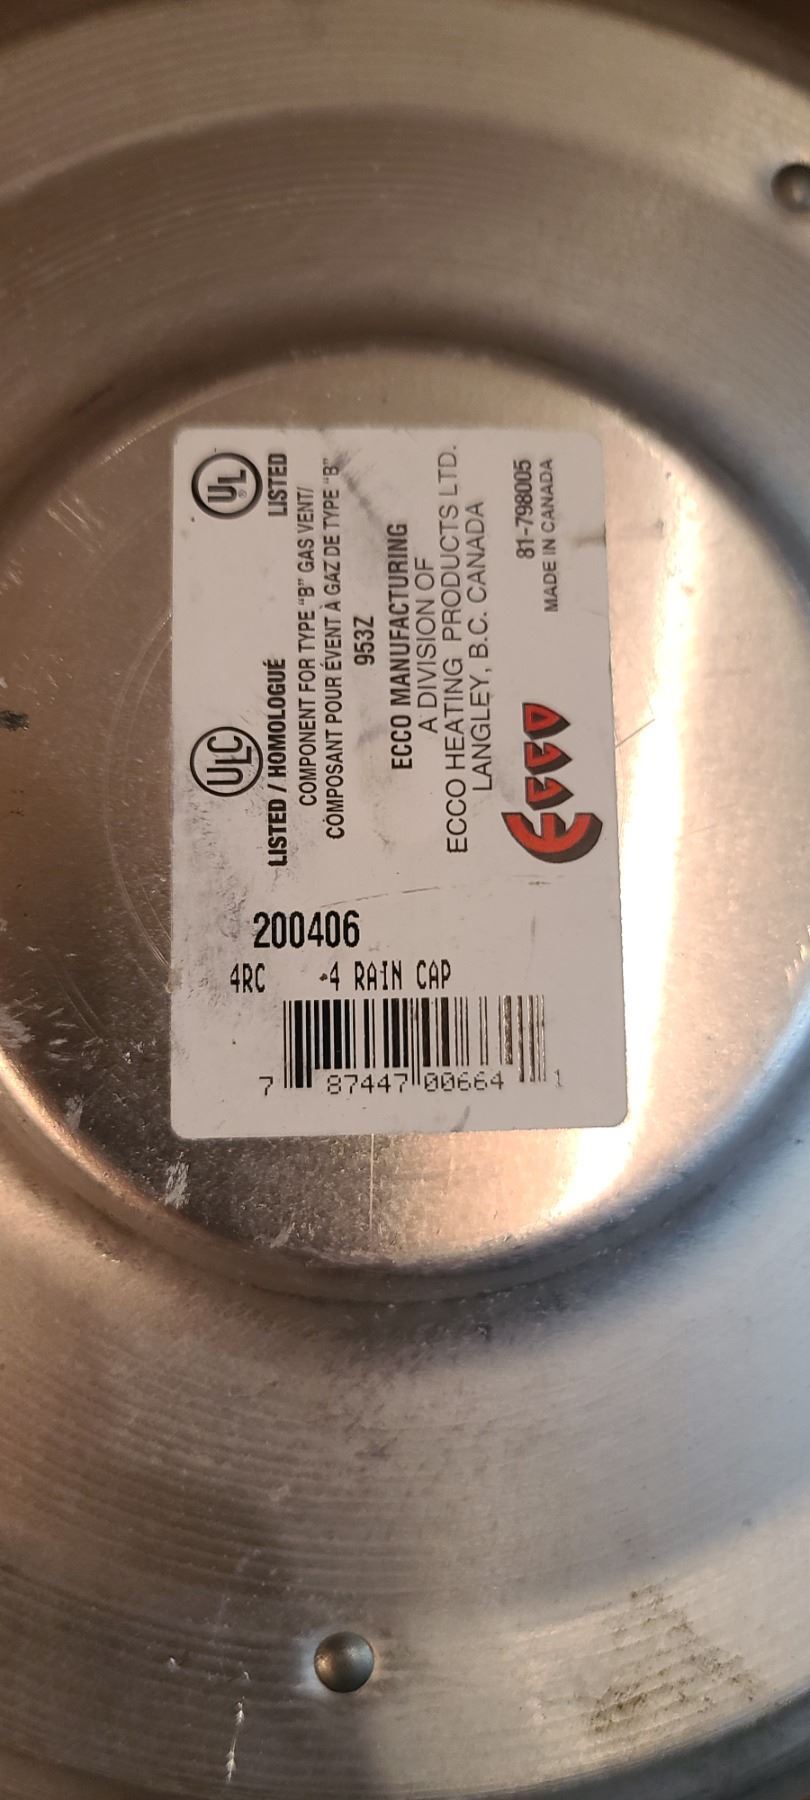 UL
®
LISTED
ULC
LISTED / HOMOLOGUÉ
COMPONENT FOR TYPE "B" GAS VENT/
COMPOSANT POUR ÉVENT À GAZ DE TYPE "B"
953Z
ECCO MANUFACTURING
A DIVISION OF
ECCO HEATING PRODUCTS LTD.
LANGLEY, B.C. CANADA
Ecco
81-798005
MADE IN CANADA
200406
4RC -4 RAIN CAP
7 87447 00664 1